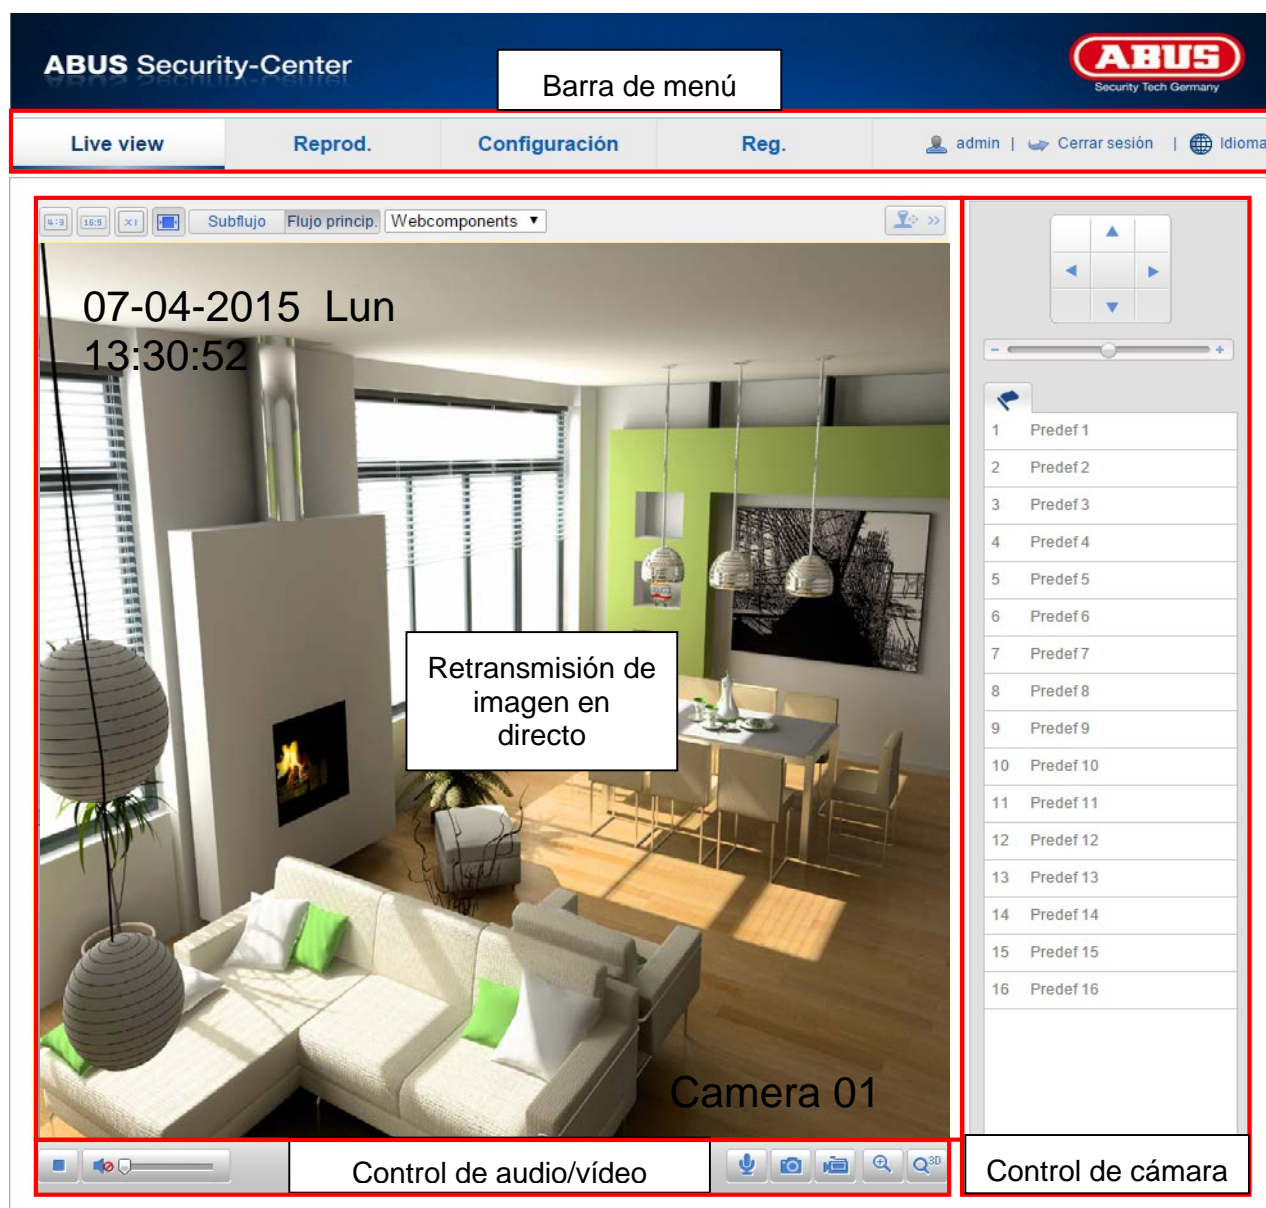 ABUS Security-Center
Barra de menú
ABUS
Security Tech Germany
Live view Reprod. Configuración Reg. admin | Cerrar sesión | Idioma
4:3 16:9 X1 Subflujo Flujo princip. Webcomponents
07-04-2015 Lun
13:30:52
Retransmisión de
imagen en
directo
Camera 01
- +
1 Predef 1
2 Predef 2
3 Predef 3
4 Predef 4
5 Predef 5
6 Predef 6
7 Predef 7
8 Predef 8
9 Predef 9
10 Predef 10
11 Predef 11
12 Predef 12
13 Predef 13
14 Predef 14
15 Predef 15
16 Predef 16
Control de audio/vídeo
3D
Control de cámara